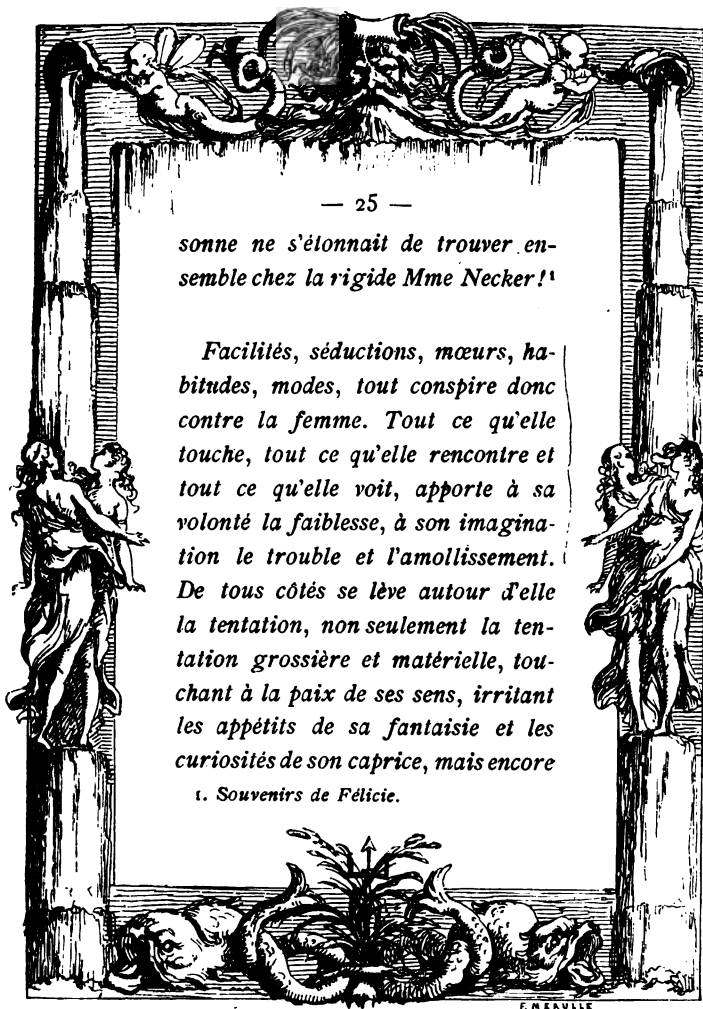 — 25 —
sonne ne s'étonnait de trouver en-
semble chez la rigide Mme Necker !¹
Facilités, séductions, mœurs, ha-
bitudes, modes, tout conspire donc
contre la femme. Tout ce qu'elle
touche, tout ce qu'elle rencontre et
tout ce qu'elle voit, apporte à sa
volonté la faiblesse, à son imagina-
tion le trouble et l'amollissement.
De tous côtés se lève autour d'elle
la tentation, non seulement la ten-
tation grossière et matérielle, tou-
chant à la paix de ses sens, irritant
les appétits de sa fantaisie et les
curiosités de son caprice, mais encore
1. Souvenirs de Félicie.